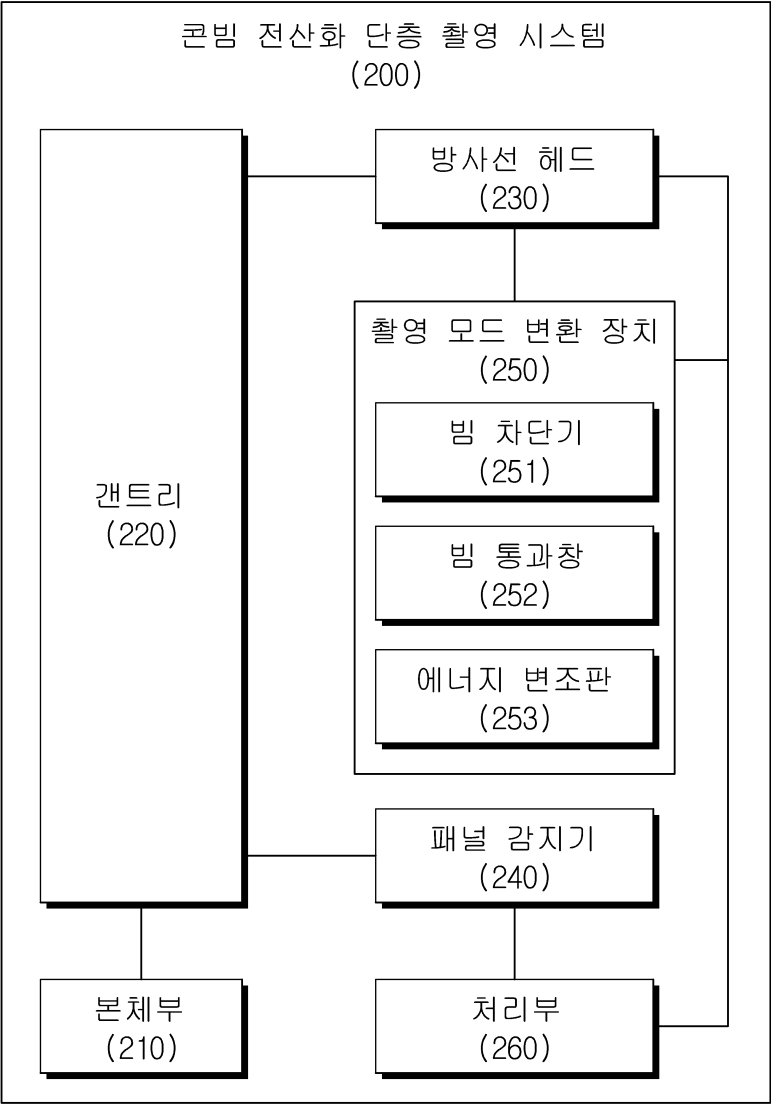 콘빔 전산화 단층 촬영 시스템
(200)
방사선 헤드
(230)
촬영 모드 변환 장치
(250)
빔 차단기
(251)
갠트리
(220)
빔 통과창
(252)
에너지 변조판
(253)
패널 감지기
(240)
본체부
(210)
처리부
(260)